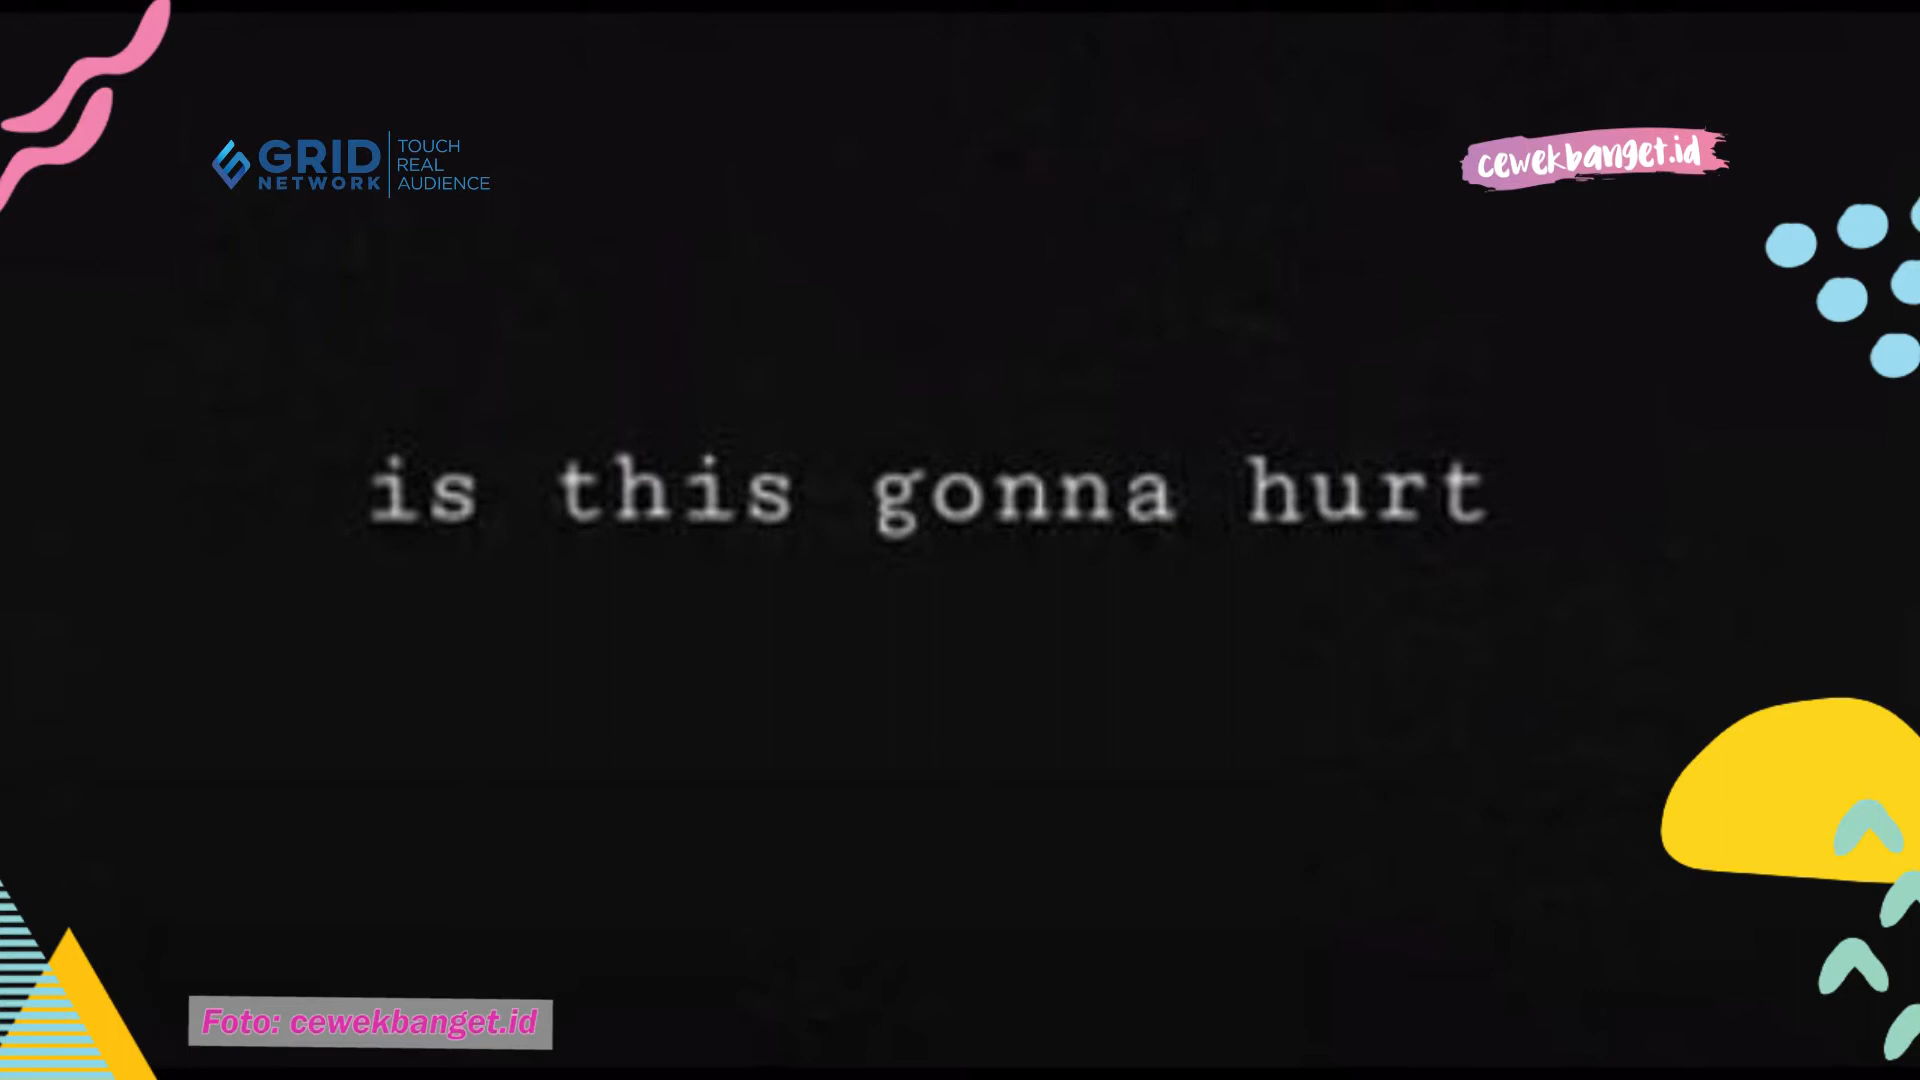 GRID
NETWORK
TOUCH
REAL
AUDIENCE
cewekbanget.id
is this gonna hurt
Foto: cewekbanget.id